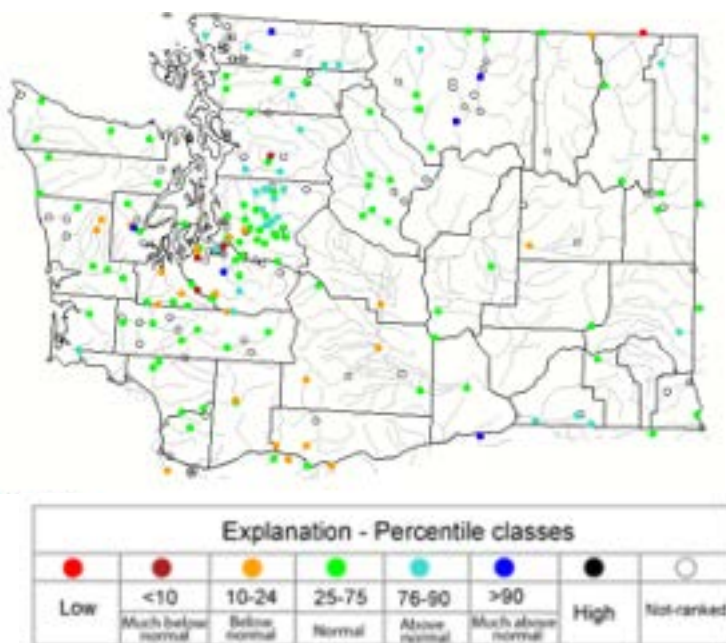 Explanation - Percentile classes
<10 10-24 25-75 76-90 >90
Low High Not-ranked
Much below Below Normal Above Much above
normal normal normal normal